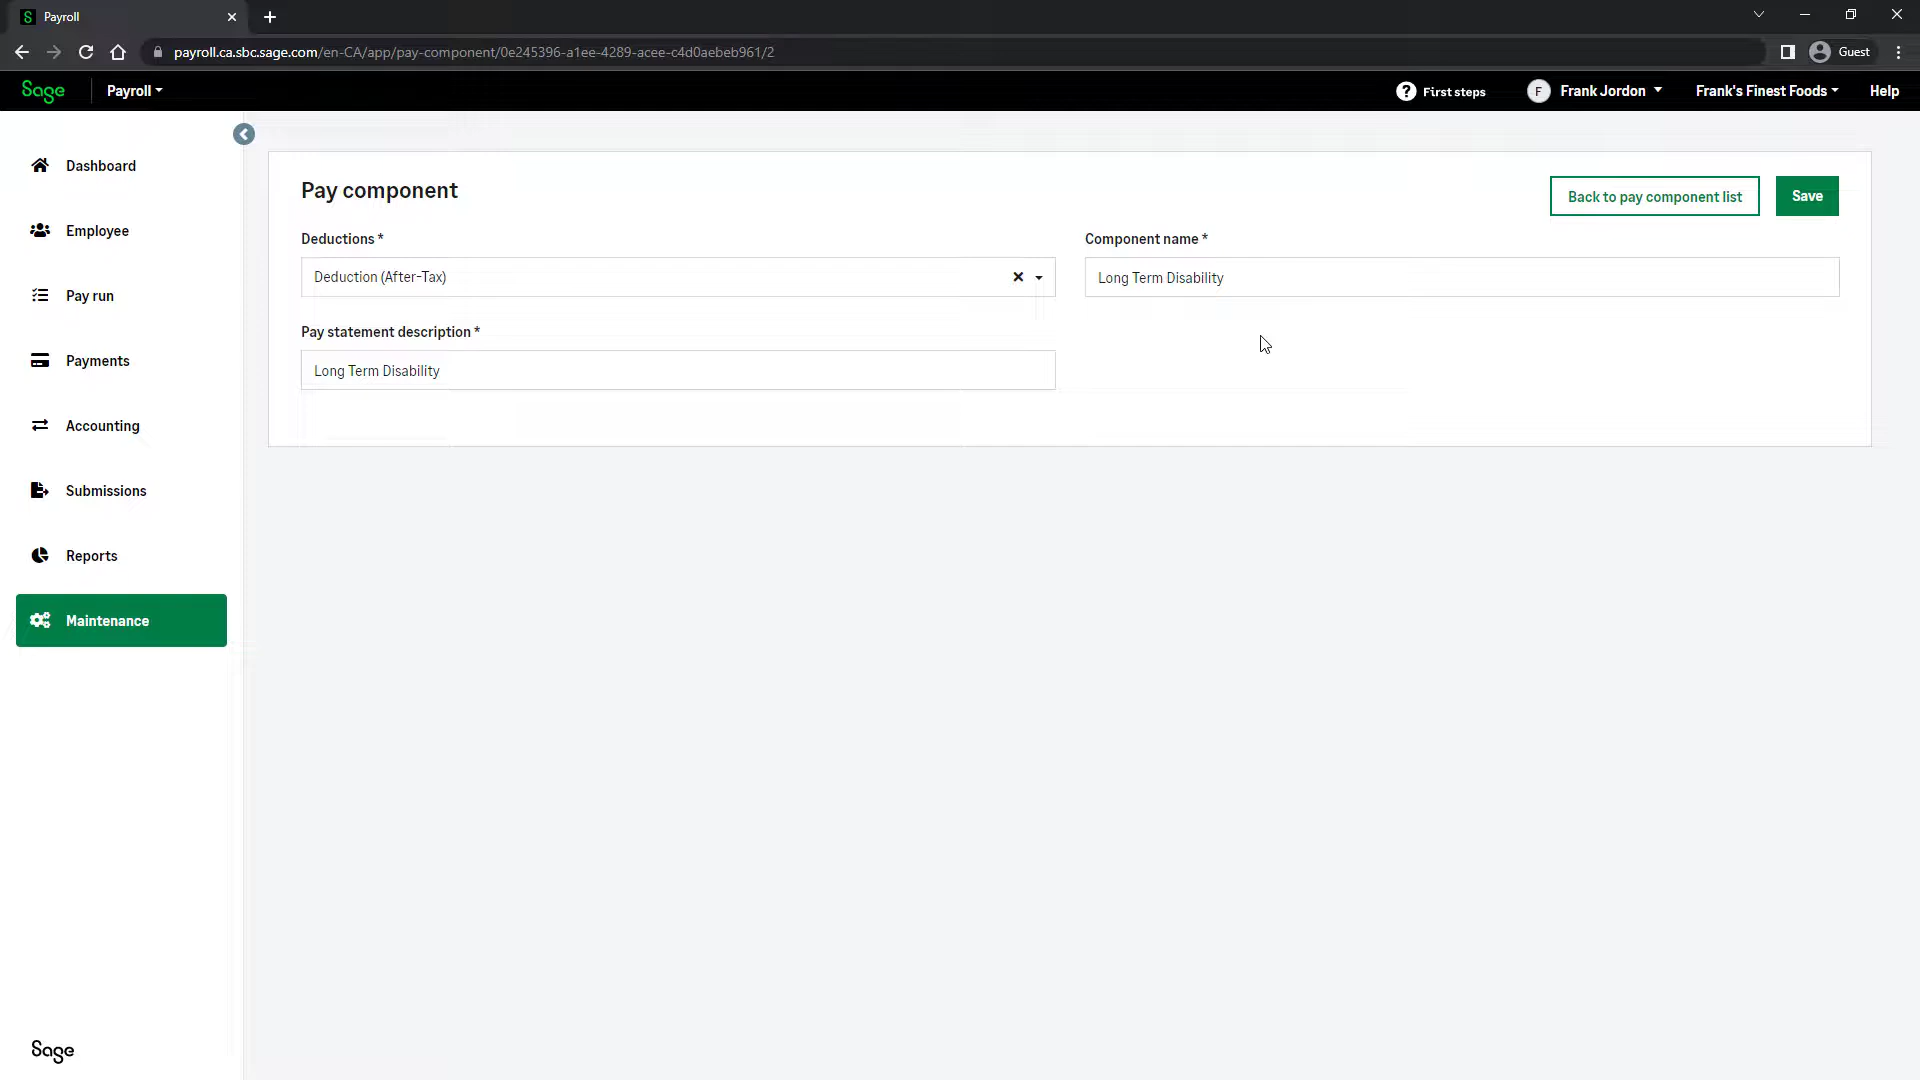 Payroll
payroll.ca.sbc.sage.com/en-CA/app/pay-component/0e245396-a1ee-4289-acee-c4d0aebeb961/2
Guest
Sage
Payroll
? First steps
F Frank Jordon
Frank's Finest Foods
Help
Dashboard
Employee
Pay run
Payments
Accounting
Submissions
Reports
Maintenance
Sage
Pay component
Back to pay component list
Save
Deductions *
Component name *
Deduction (After-Tax)
Long Term Disability
Pay statement description *
Long Term Disability